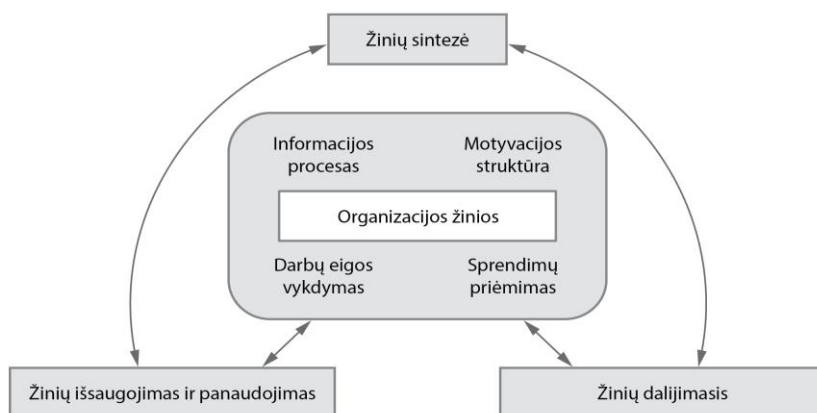 Žinių sintezė
Informacijos
procesas
Motyvacijos
struktūra
Organizacijos žinios
Darbų eigos
vykdymas
Sprendimų
priėmimas
Žinių išsaugojimas ir panaudojimas
Žinių dalijimasis